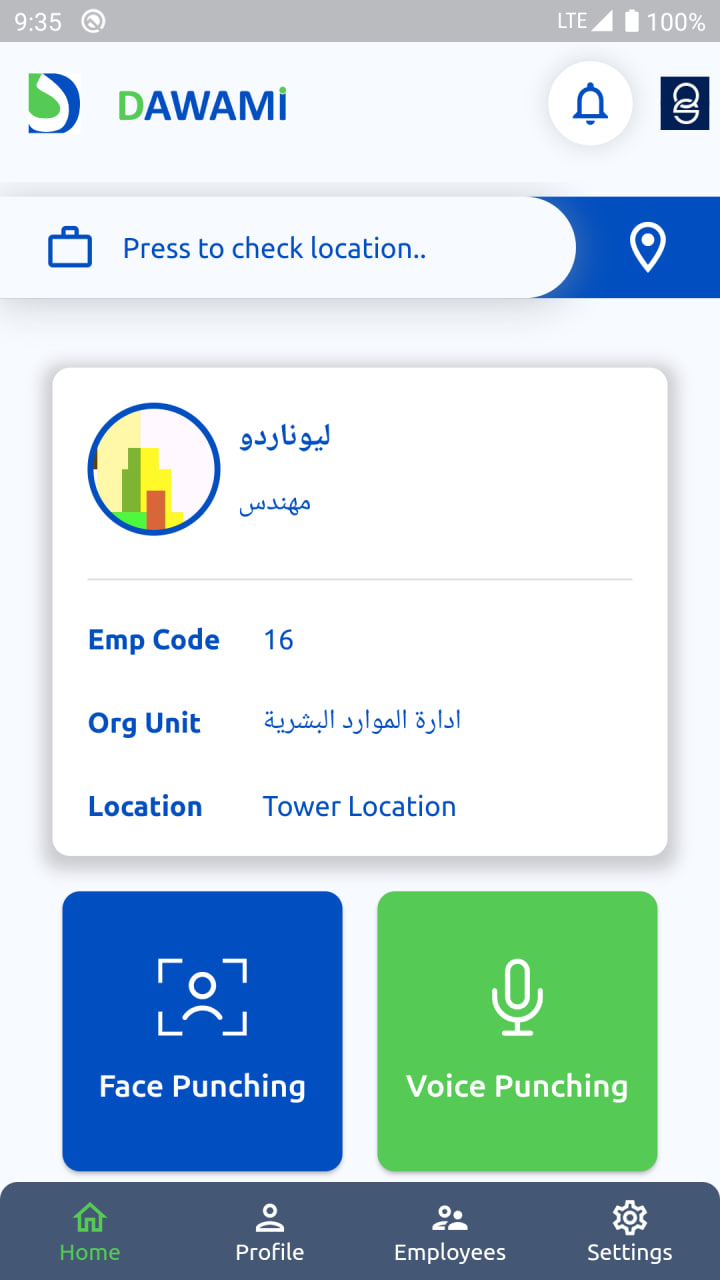 9:35
LTE 100%
DAWAMi
Press to check location..
ليوناردو
مهندس
Emp Code 16
Org Unit ادارة الموارد البشرية
Location Tower Location
Face Punching Voice Punching
Home Profile Employees Settings